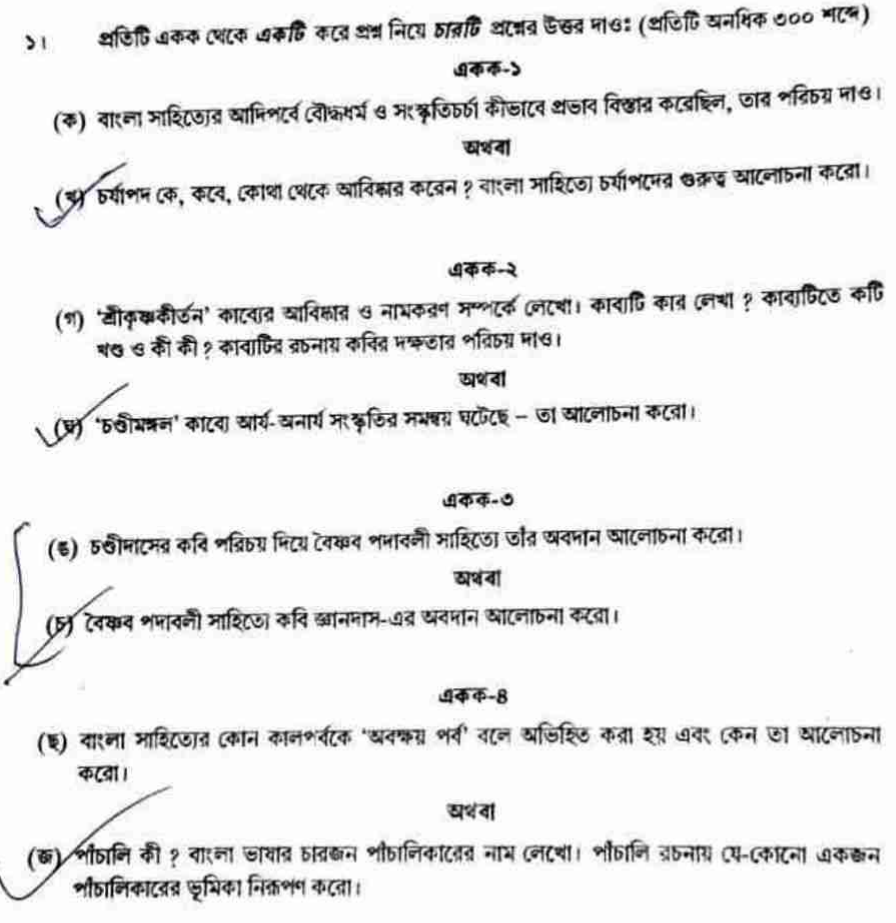 ১। প্রতিটি একক থেকে একটি করে প্রশ্ন নিয়ে চারটি প্রশ্নের উত্তর দাওঃ (প্রতিটি অনধিক ৩০০ শব্দে)
একক-১
(ক) বাংলা সাহিত্যের আদিপর্বে বৌদ্ধধর্ম ও সংস্কৃতিচর্চা কীভাবে প্রভাব বিস্তার করেছিল, তার পরিচয় দাও।
অথবা
(খ) চর্যাপদ কে, কবে, কোথা থেকে আবিষ্কার করেন ? বাংলা সাহিত্যে চর্যাপদের গুরুত্ব আলোচনা করো।
একক-২
(গ) ‘শ্রীকৃষ্ণকীর্তন’ কাব্যের আবিষ্কার ও নামকরণ সম্পর্কে লেখো। কাব্যটি কার লেখা ? কাব্যটিতে কটি
খণ্ড ও কী কী ? কাব্যটির রচনায় কবির দক্ষতার পরিচয় দাও।
অথবা
(ঘ) ‘চণ্ডীমঙ্গল’ কাব্যে আর্য-অনার্য সংস্কৃতির সমন্বয় ঘটেছে – তা আলোচনা করো।
একক-৩
(ঙ) চণ্ডীদাসের কবি পরিচয় দিয়ে বৈষ্ণব পদাবলী সাহিত্যে তাঁর অবদান আলোচনা করো।
অথবা
(চ) বৈষ্ণব পদাবলী সাহিত্যে কবি জ্ঞানদাস-এর অবদান আলোচনা করো।
একক-৪
(ছ) বাংলা সাহিত্যের কোন কালপর্বকে ‘অবক্ষয় পর্ব’ বলে অভিহিত করা হয় এবং কেন তা আলোচনা
করো।
অথবা
(জ) পাঁচালি কী ? বাংলা ভাষার চারজন পাঁচালিকারের নাম লেখো। পাঁচালি রচনায় যে-কোনো একজন
পাঁচালিকারের ভূমিকা নিরূপণ করো।